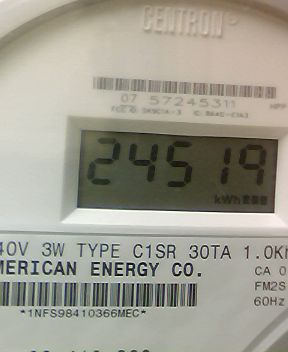 CENTRON
07 57245311
24519
kWh
40V 3W TYPE C1SR 30TA 1.0Kh
MERICAN ENERGY CO.
CA 0
FM2S
60Hz
*1NFS98410366MEC*